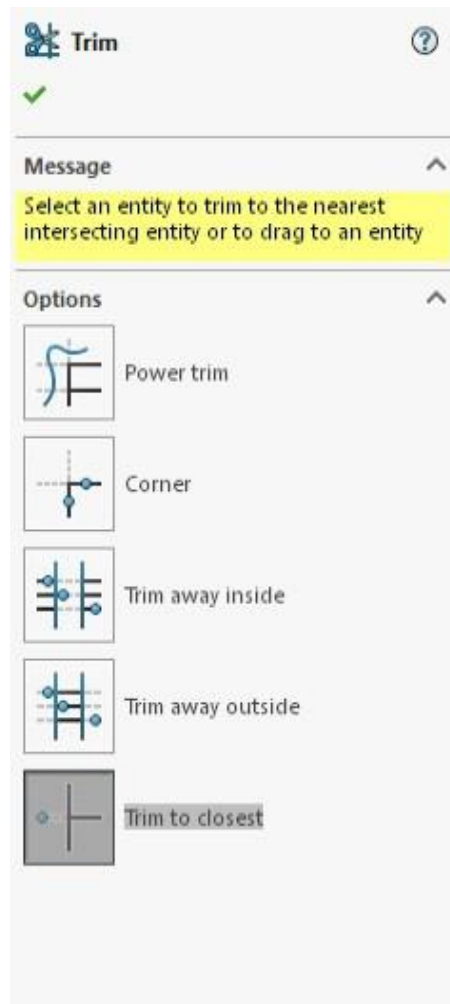 Trim
Message
Select an entity to trim to the nearest
intersecting entity or to drag to an entity
Options
Power trim
Corner
Trim away inside
Trim away outside
Trim to closest